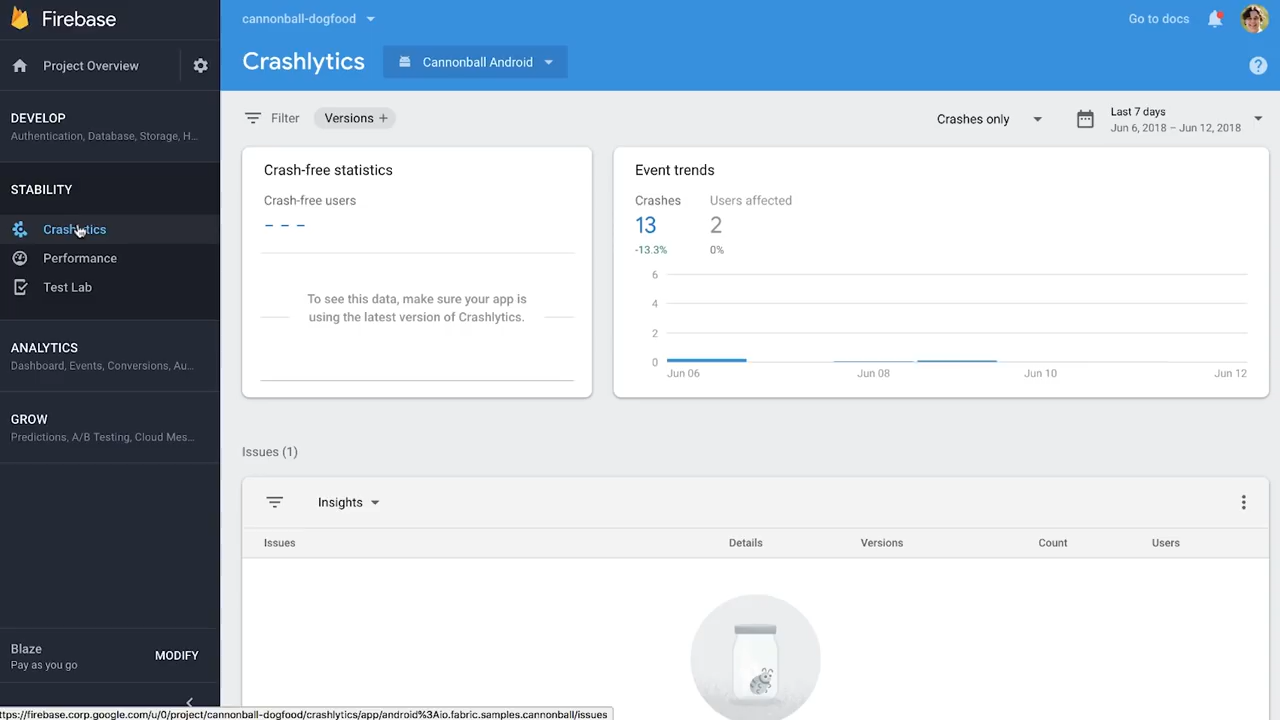 Firebase
Project Overview
DEVELOP
Authentication, Database, Storage, H...
STABILITY
Crashlytics
Performance
Test Lab
ANALYTICS
Dashboard, Events, Conversions, Au...
GROW
Predictions, A/B Testing, Cloud Mes...
Blaze
Pay as you go
MODIFY
cannonball-dogfood
Go to docs
Crashlytics
Cannonball Android
?
Filter
Versions +
Crashes only
Last 7 days
Jun 6, 2018 – Jun 12, 2018
Crash-free statistics
Crash-free users
– – –
To see this data, make sure your app is
using the latest version of Crashlytics.
Event trends
Crashes
13
-13.3%
Users affected
2
0%
6
4
2
0
Jun 06
Jun 08
Jun 10
Jun 12
Issues (1)
Insights
Issues
Details
Versions
Count
Users
ttps://firebase.corp.google.com/u/0/project/cannonball-dogfood/crashlytics/app/android%3Aio.fabric.samples.cannonball/issues